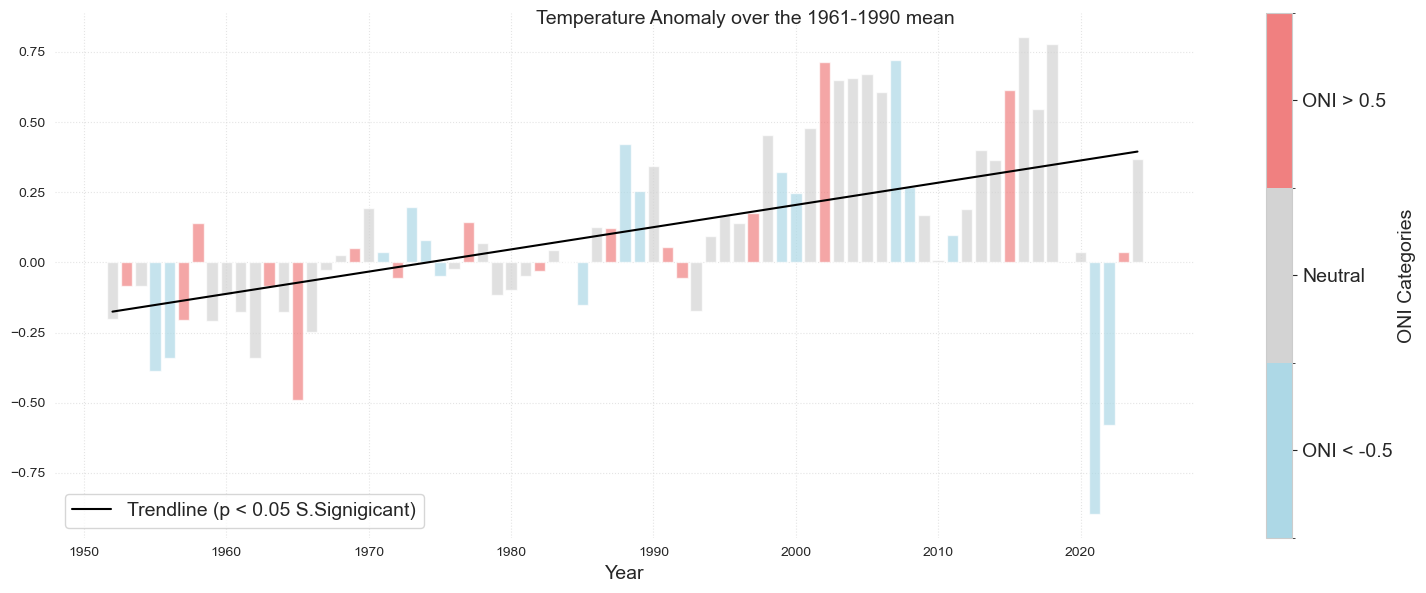 Temperature Anomaly over the 1961-1990 mean
0.75
0.50
0.25
0.00
−0.25
−0.50
−0.75
1950
1960
1970
1980
1990
2000
2010
2020
Year
Trendline (p < 0.05 S.Signigicant)
ONI > 0.5
Neutral
ONI < -0.5
ONI Categories